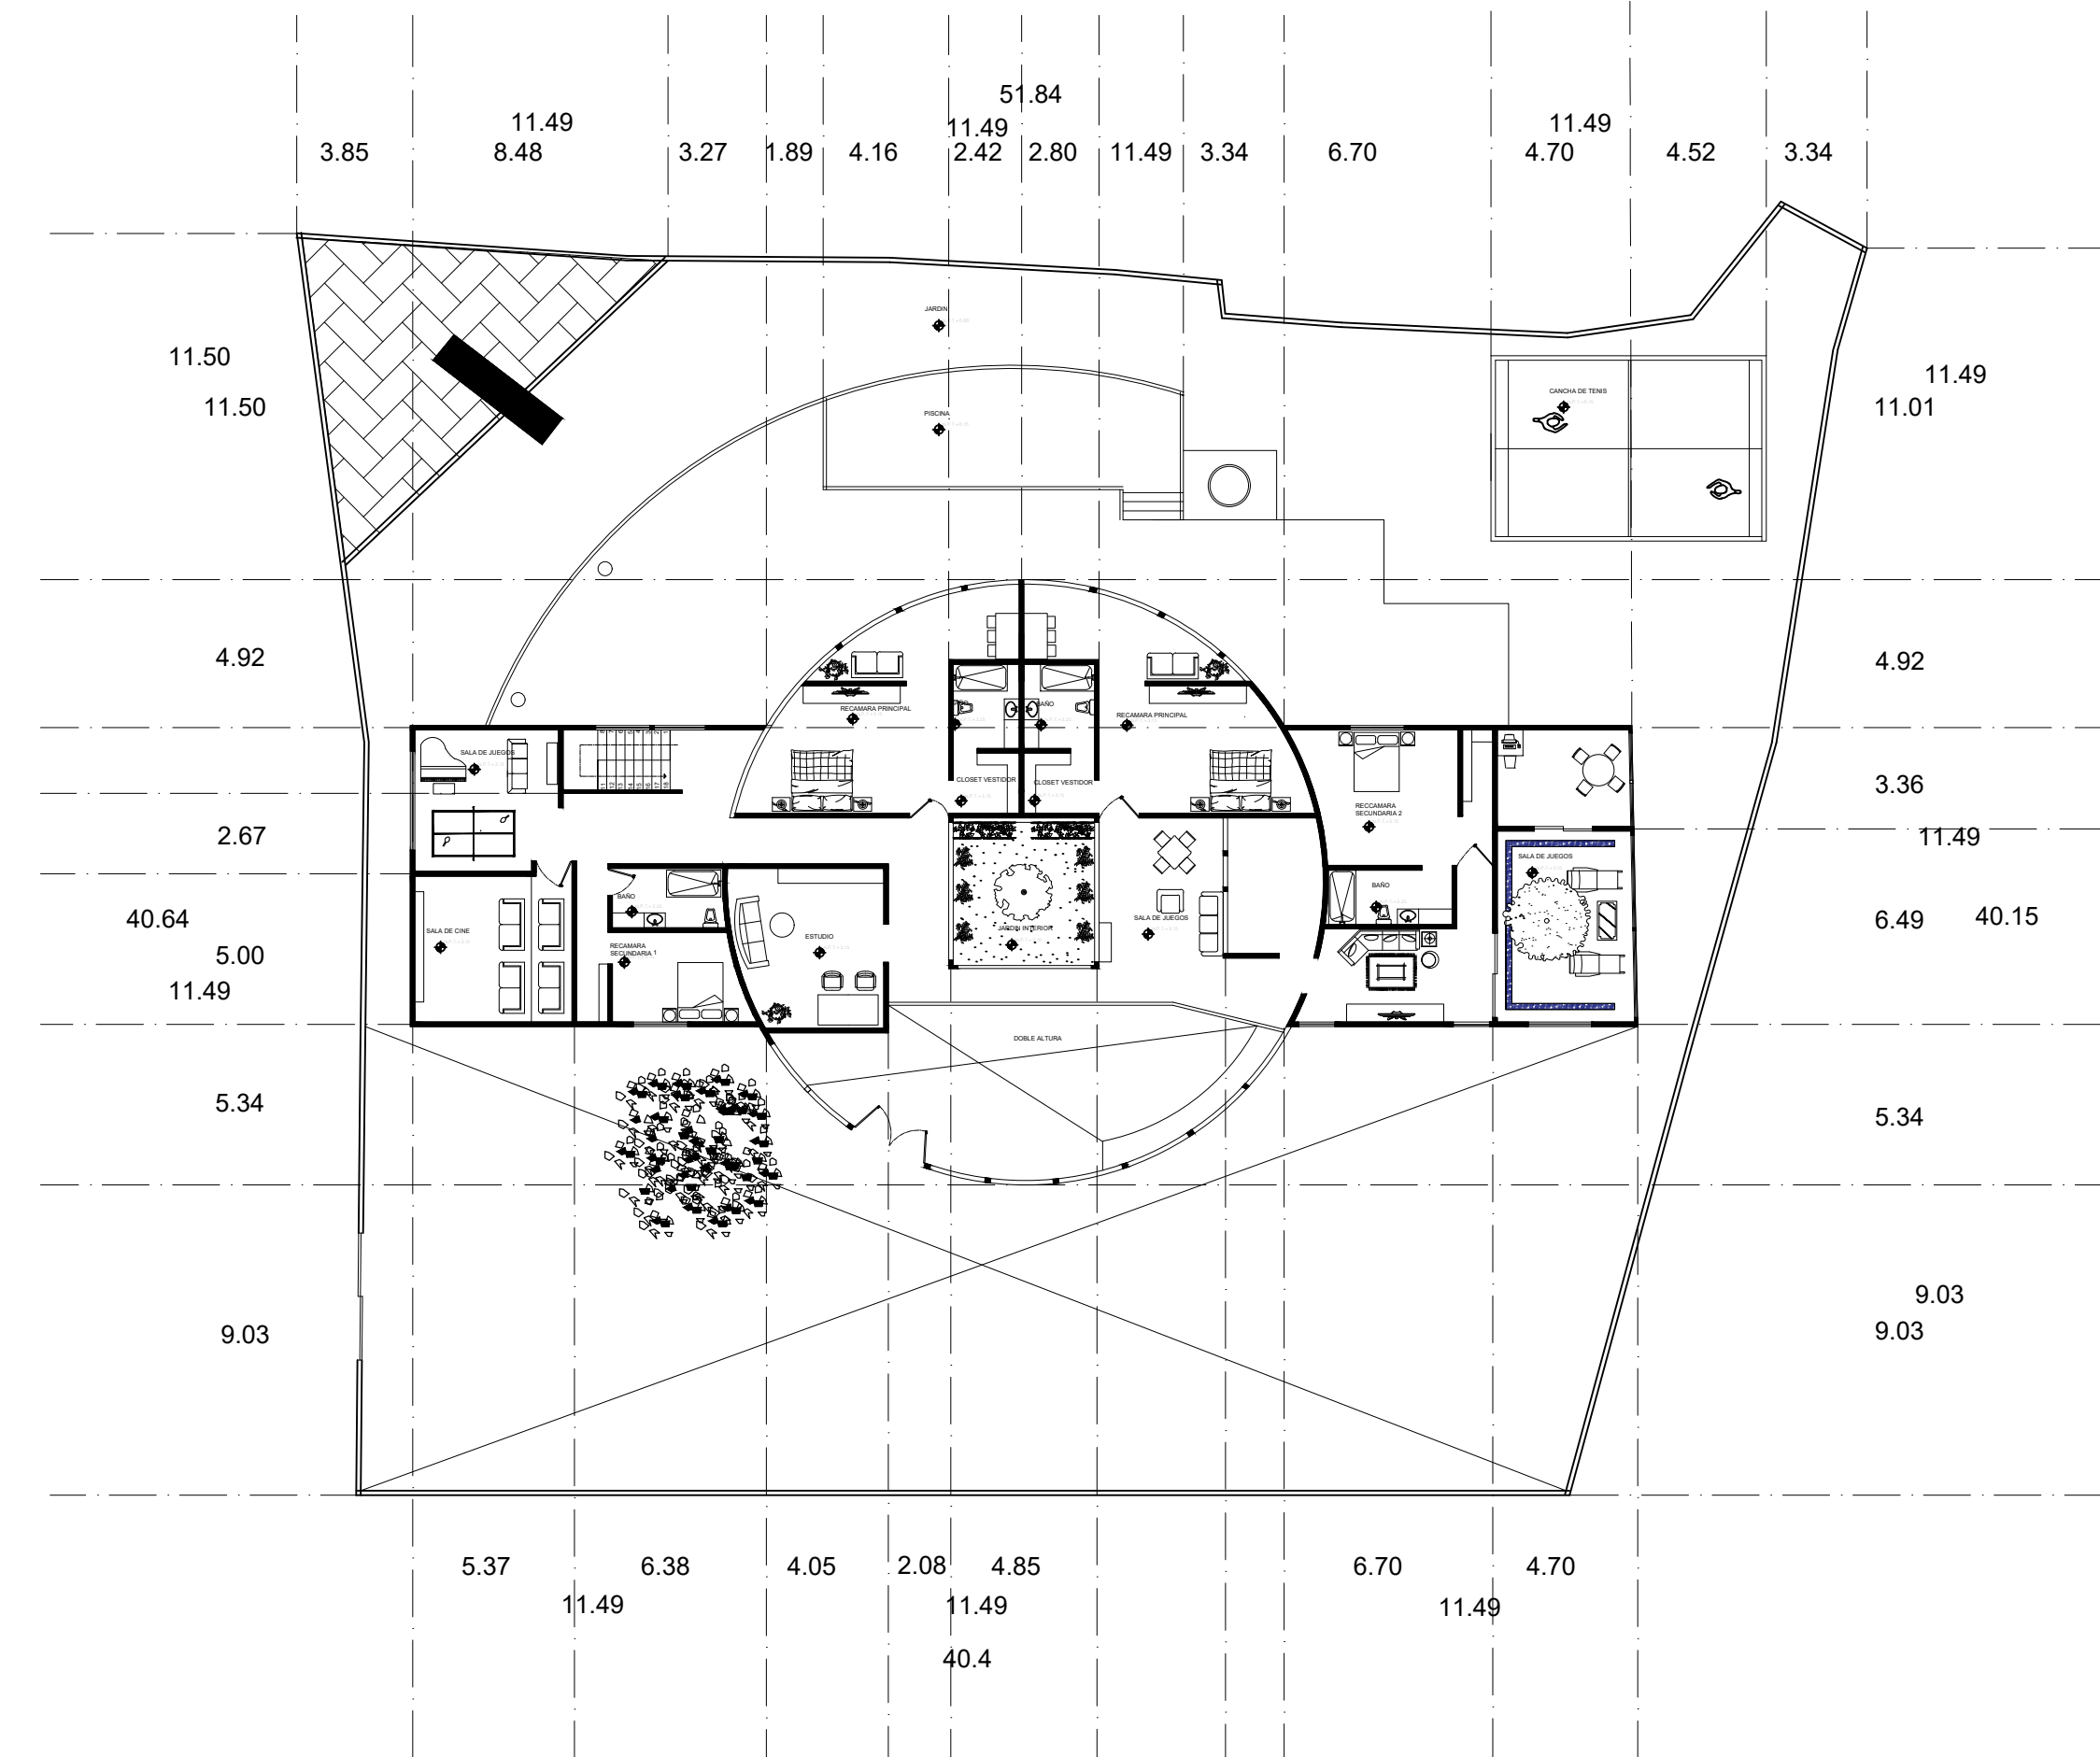 51.84
11.49
11.49
11.49
3.85
8.48
3.27
1.89
4.16
2.42
2.80
11.49
3.34
6.70
4.70
4.52
3.34
JARDIN
11.50
11.49
11.50
11.01
CANCHA DE TENIS
PISCINA
4.92
4.92
RECAMARA PRINCIPAL
BAÑO
RECAMARA PRINCIPAL
SALA DE JUEGOS
CLOSET VESTIDOR
CLOSET VESTIDOR
3.36
RECCAMARA
SECUNDARIA 2
2.67
11.49
SALA DE JUEGOS
BAÑO
BAÑO
40.64
SALA DE JUEGOS
6.49
40.15
SALA DE CINE
JARDIN INTERIOR
ESTUDIO
RECAMARA
SECUNDARIA 1
5.00
11.49
DOBLE ALTURA
5.34
5.34
9.03
9.03
9.03
5.37
6.38
4.05
2.08
4.85
6.70
4.70
11.49
11.49
11.49
40.4